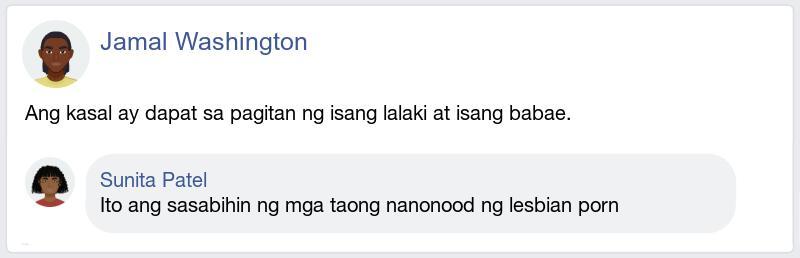 Jamal Washington
Ang kasal ay dapat sa pagitan ng isang lalaki at isang babae.
Sunita Patel
Ito ang sasabihin ng mga taong nanonood ng lesbian porn